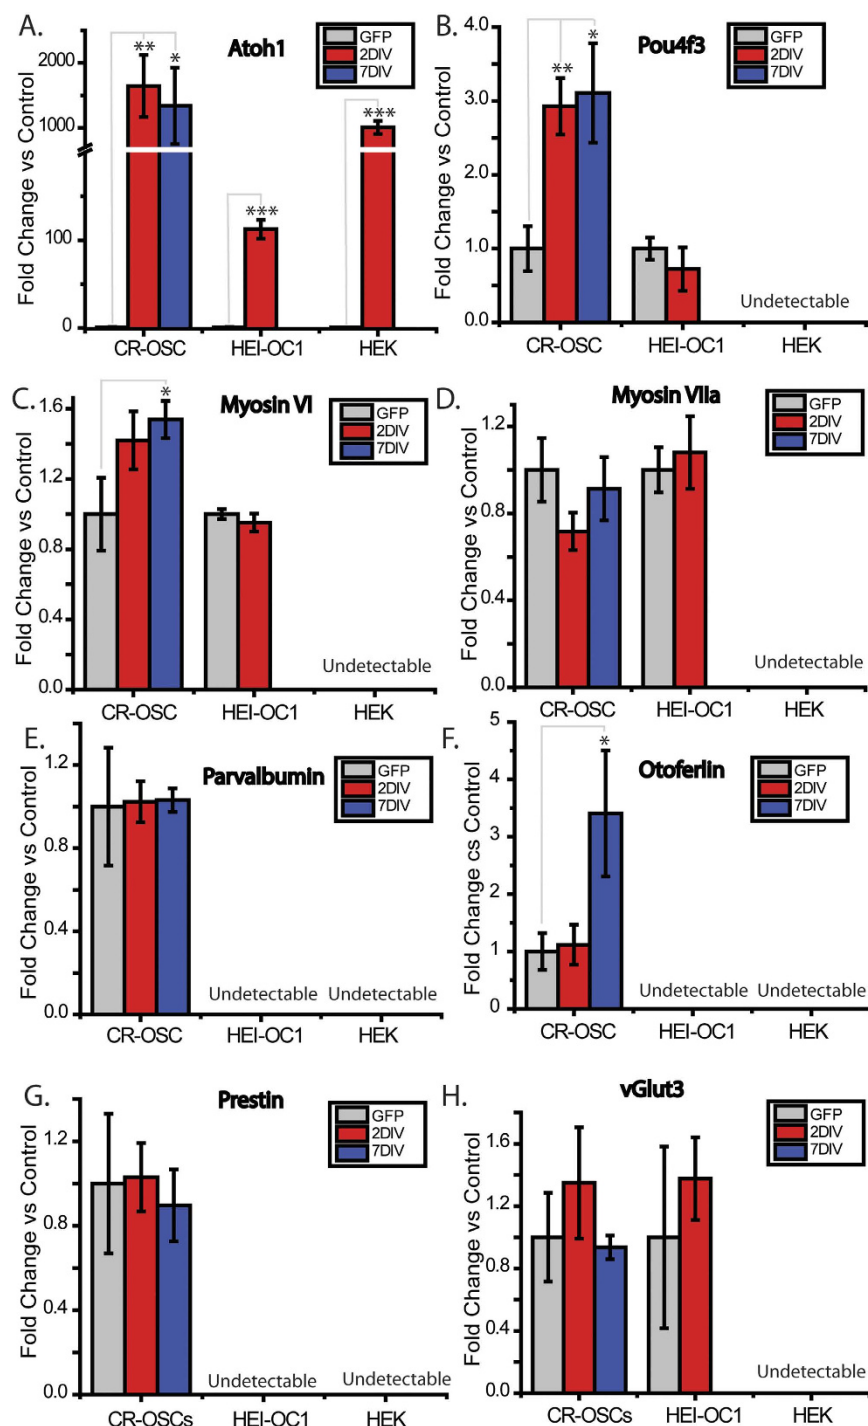 A.
Atoh1
GFP
2DIV
7DIV
** *
***
***
Fold Change vs Control
2000
1000
100
0
CR-OSC HEI-OC1 HEK
B.
Pou4f3
GFP
2DIV
7DIV
** *
Fold Change vs Control
4.0
3.0
2.0
1.0
0.0
Undetectable
CR-OSC HEI-OC1 HEK
C.
Myosin VI
GFP
2DIV
7DIV
*
Fold Change vs Control
1.6
1.2
0.8
0.4
0.0
Undetectable
CR-OSC HEI-OC1 HEK
D.
Myosin VIIa
GFP
2DIV
7DIV
Fold Change vs Control
1.2
0.8
0.4
0.0
Undetectable
CR-OSC HEI-OC1 HEK
E.
Parvalbumin
GFP
2DIV
7DIV
Fold Change vs Control
1.2
0.8
0.4
0.0
Undetectable Undetectable
CR-OSC HEI-OC1 HEK
F.
Otoferlin
GFP
2DIV
7DIV
*
Fold Change cs Control
5
4
3
2
1
0
Undetectable Undetectable
CR-OSC HEI-OC1 HEK
G.
Prestin
GFP
2DIV
7DIV
Fold Change vs Control
1.2
0.8
0.4
0.0
Undetectable Undetectable
CR-OSCs HEI-OC1 HEK
H.
vGlut3
GFP
2DIV
7DIV
Fold Change vs Control
1.6
1.2
0.8
0.4
0.0
Undetectable
CR-OSCs HEI-OC1 HEK